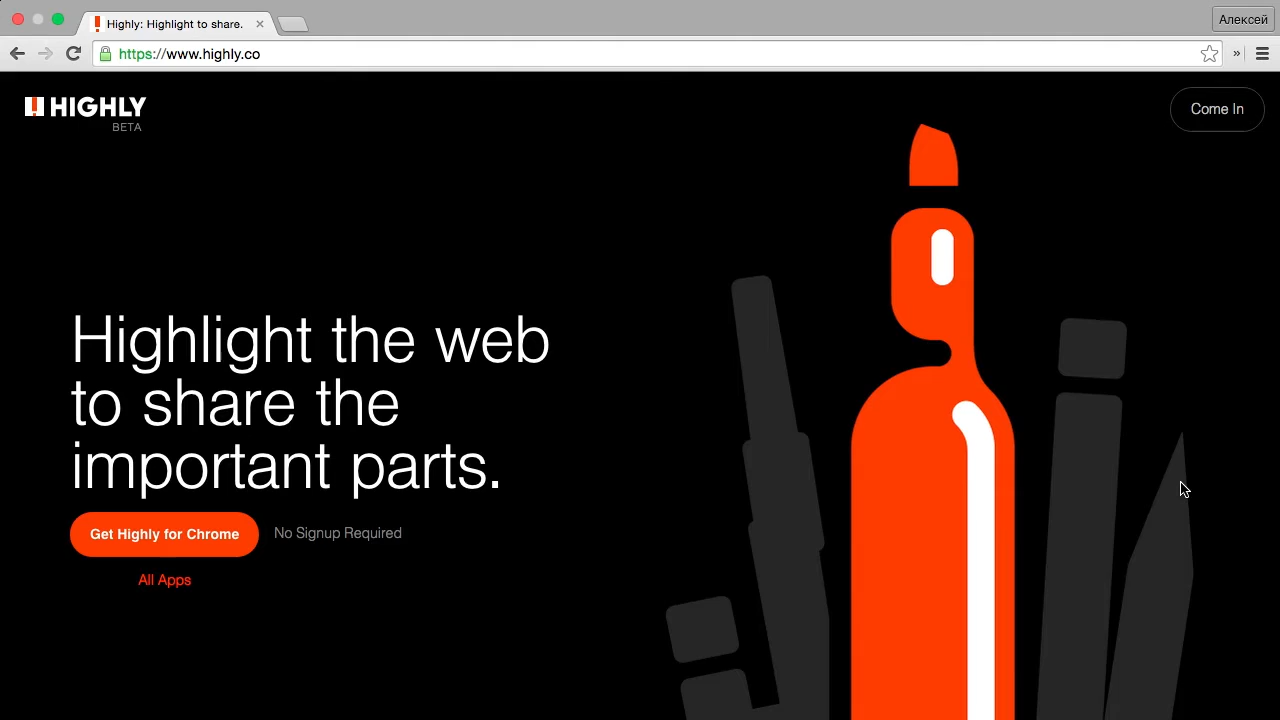 Highly: Highlight to share.
Алексей
https://www.highly.co
»
HIGHLY
BETA
Come In
Highlight the web
to share the
important parts.
Get Highly for Chrome
No Signup Required
All Apps